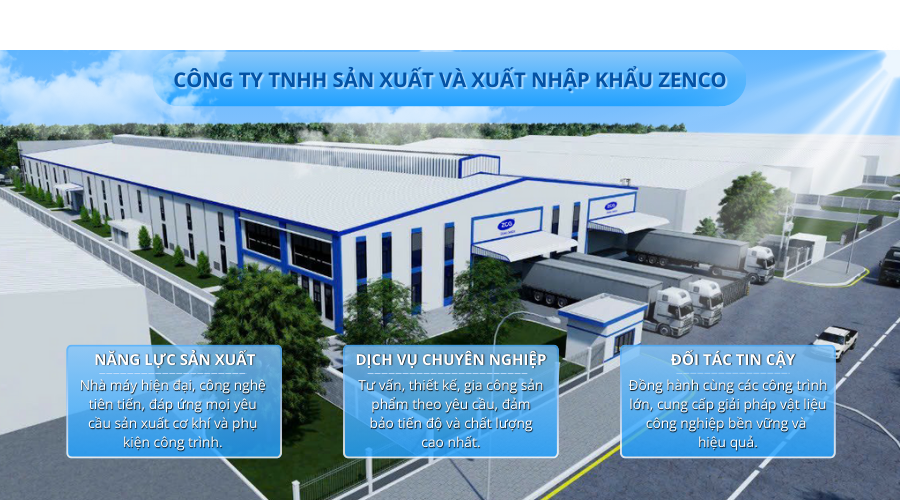 CÔNG TY TNHH SẢN XUẤT VÀ XUẤT NHẬP KHẨU ZENCO
ZCO
NĂNG LỰC SẢN XUẤT
Nhà máy hiện đại, công nghệ
tiên tiến, đáp ứng mọi yêu
cầu sản xuất cơ khí và phụ
kiện công trình.
DỊCH VỤ CHUYÊN NGHIỆP
Tư vấn, thiết kế, gia công sản
phẩm theo yêu cầu, đảm
bảo tiến độ và chất lượng
cao nhất.
ĐỐI TÁC TIN CẬY
Đồng hành cùng các công trình
lớn, cung cấp giải pháp vật liệu
công nghiệp bền vững và
hiệu quả.